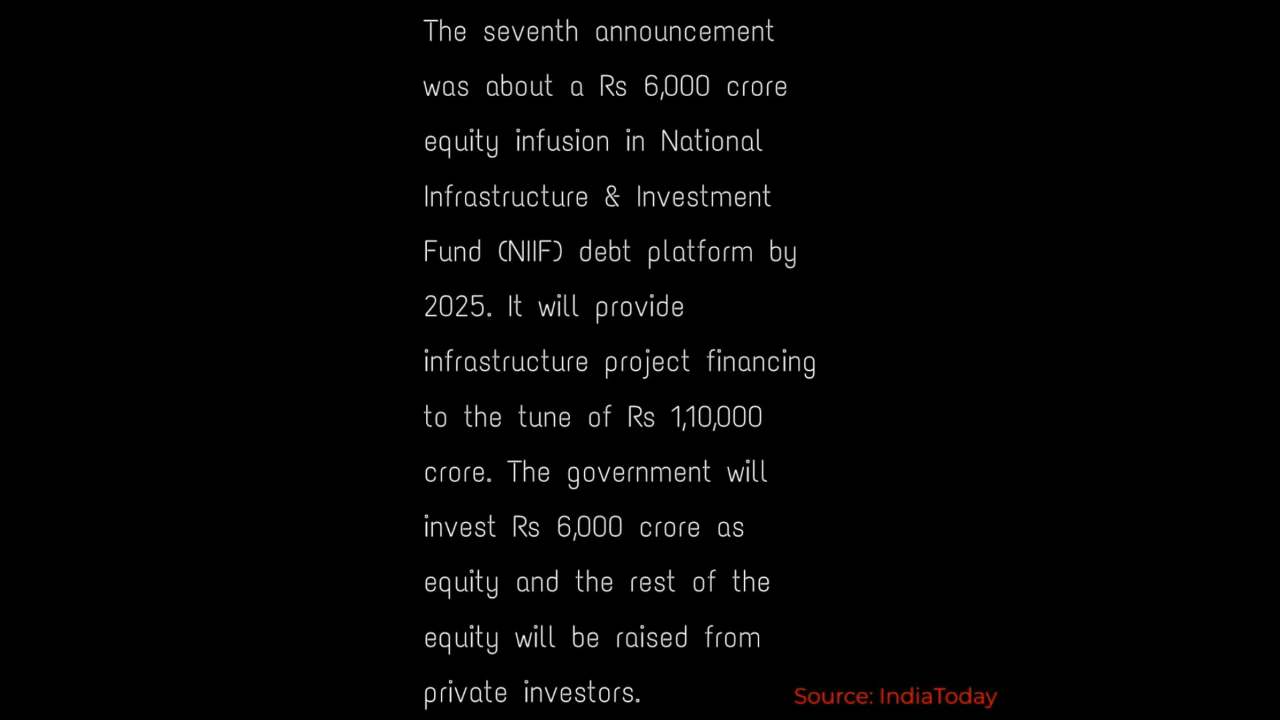 The seventh announcement
was about a Rs 6,000 crore
equity infusion in National
Infrastructure & Investment
Fund (NIIF) debt platform by
2025. It will provide
infrastructure project financing
to the tune of Rs 1,10,000
crore. The government will
invest Rs 6,000 crore as
equity and the rest of the
equity will be raised from
private investors.
Source: IndiaToday